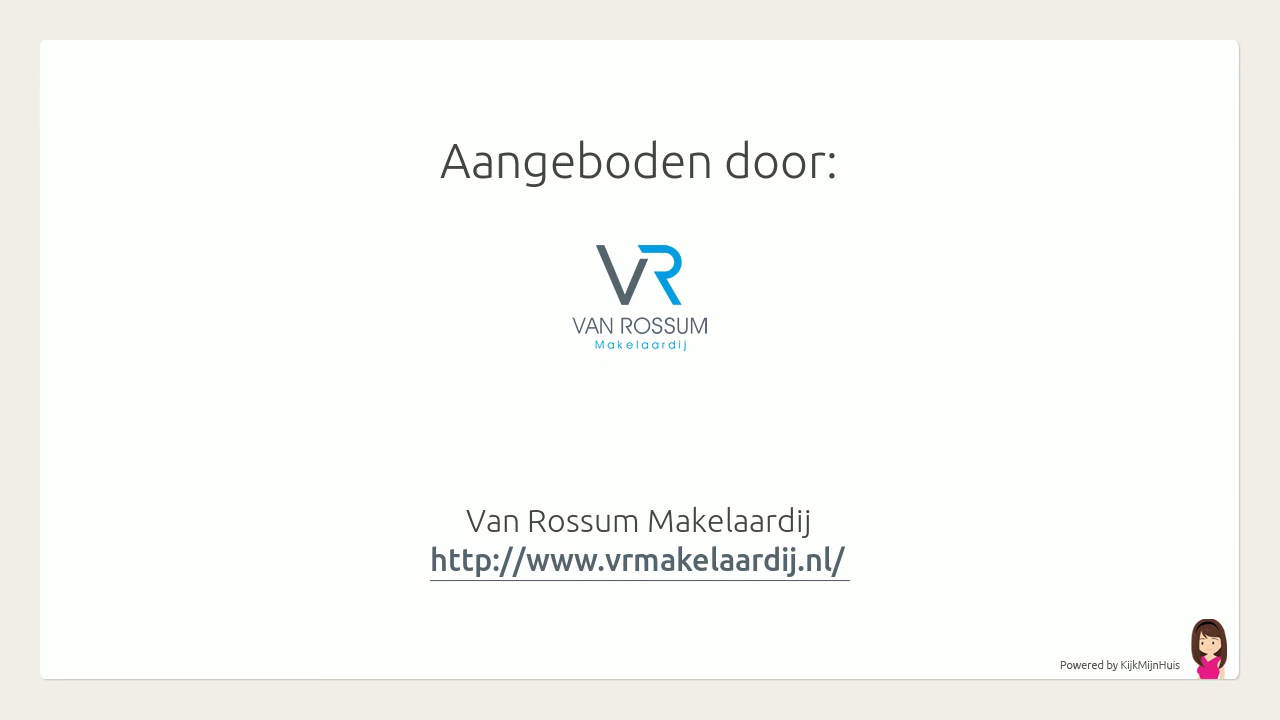 Aangeboden door:
VR
VAN ROSSUM
Makelaardij
Van Rossum Makelaardij
http://www.vrmakelaardij.nl/
Powered by KijkMijnHuis